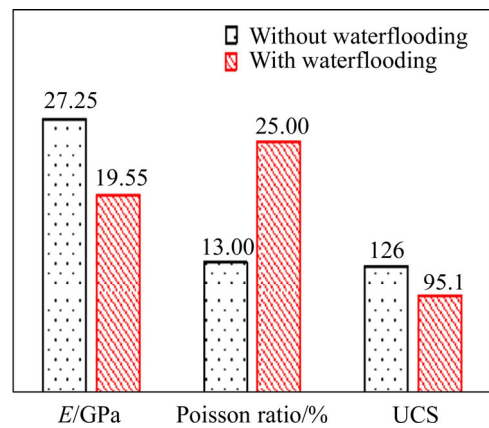 Without waterflooding
With waterflooding
27.25
19.55
25.00
13.00
126
95.1
E/GPa
Poisson ratio/%
UCS